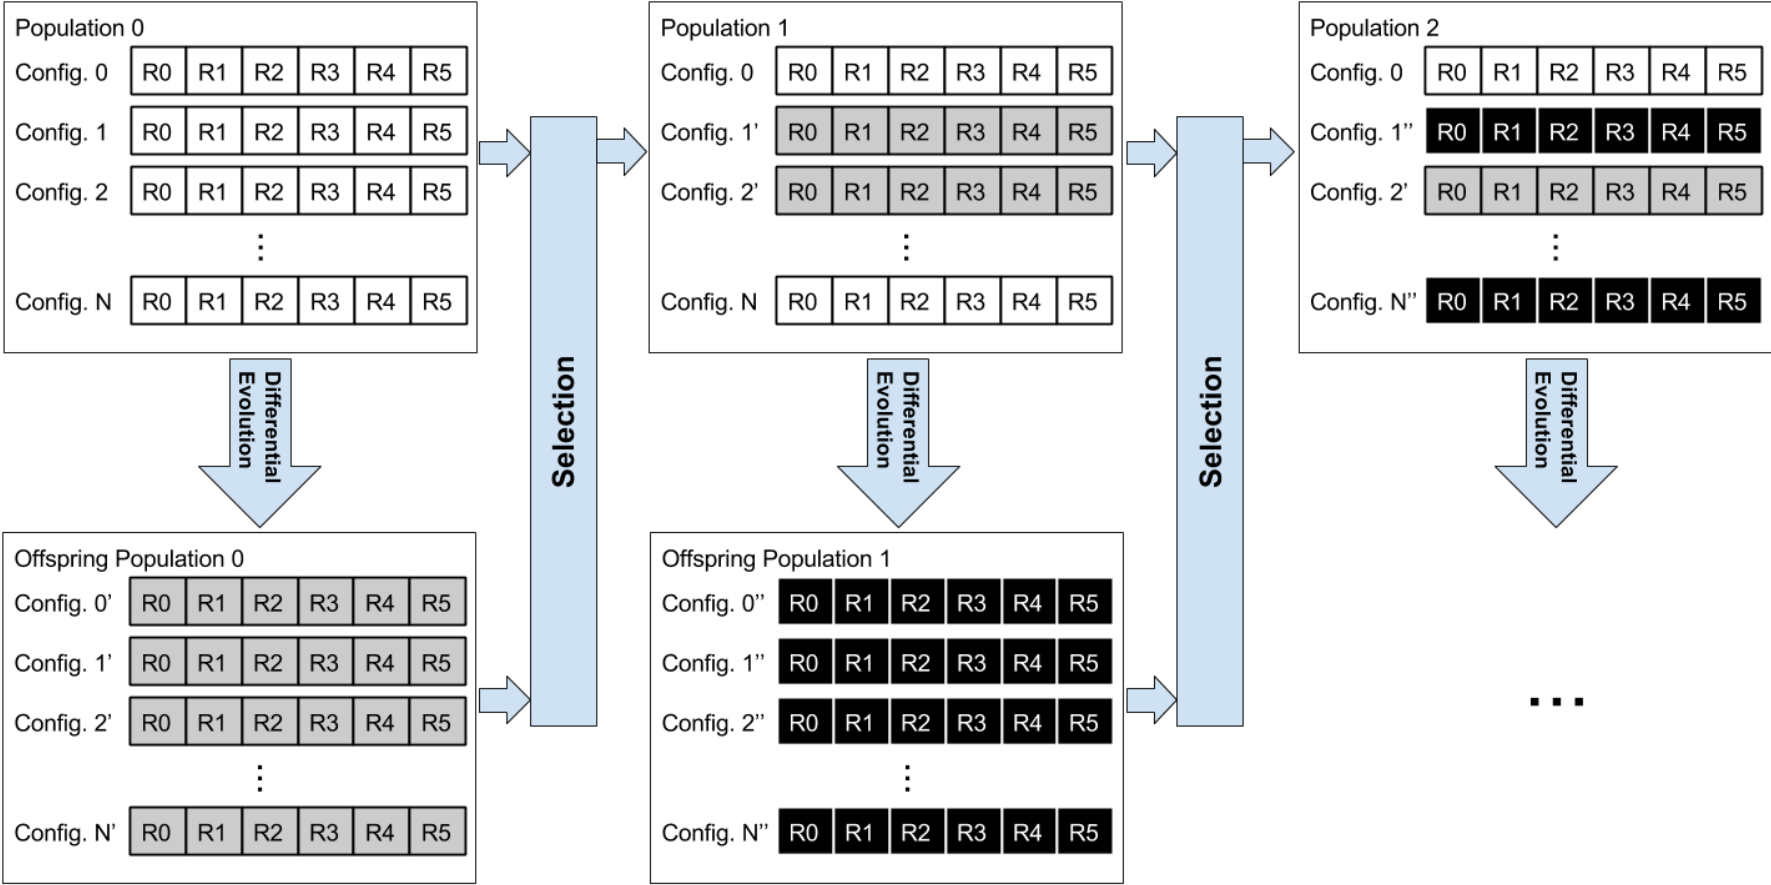 Population 0
Config. 0 R0 R1 R2 R3 R4 R5
Config. 1 R0 R1 R2 R3 R4 R5
Config. 2 R0 R1 R2 R3 R4 R5
⋮
Config. N R0 R1 R2 R3 R4 R5
Differential
Evolution
Offspring Population 0
Config. 0’ R0 R1 R2 R3 R4 R5
Config. 1’ R0 R1 R2 R3 R4 R5
Config. 2’ R0 R1 R2 R3 R4 R5
⋮
Config. N’ R0 R1 R2 R3 R4 R5
Selection
Population 1
Config. 0 R0 R1 R2 R3 R4 R5
Config. 1’ R0 R1 R2 R3 R4 R5
Config. 2’ R0 R1 R2 R3 R4 R5
⋮
Config. N R0 R1 R2 R3 R4 R5
Differential
Evolution
Offspring Population 1
Config. 0’’ R0 R1 R2 R3 R4 R5
Config. 1’’ R0 R1 R2 R3 R4 R5
Config. 2’’ R0 R1 R2 R3 R4 R5
⋮
Config. N’’ R0 R1 R2 R3 R4 R5
Selection
Population 2
Config. 0 R0 R1 R2 R3 R4 R5
Config. 1’’ R0 R1 R2 R3 R4 R5
Config. 2’ R0 R1 R2 R3 R4 R5
⋮
Config. N’’ R0 R1 R2 R3 R4 R5
Differential
Evolution
...